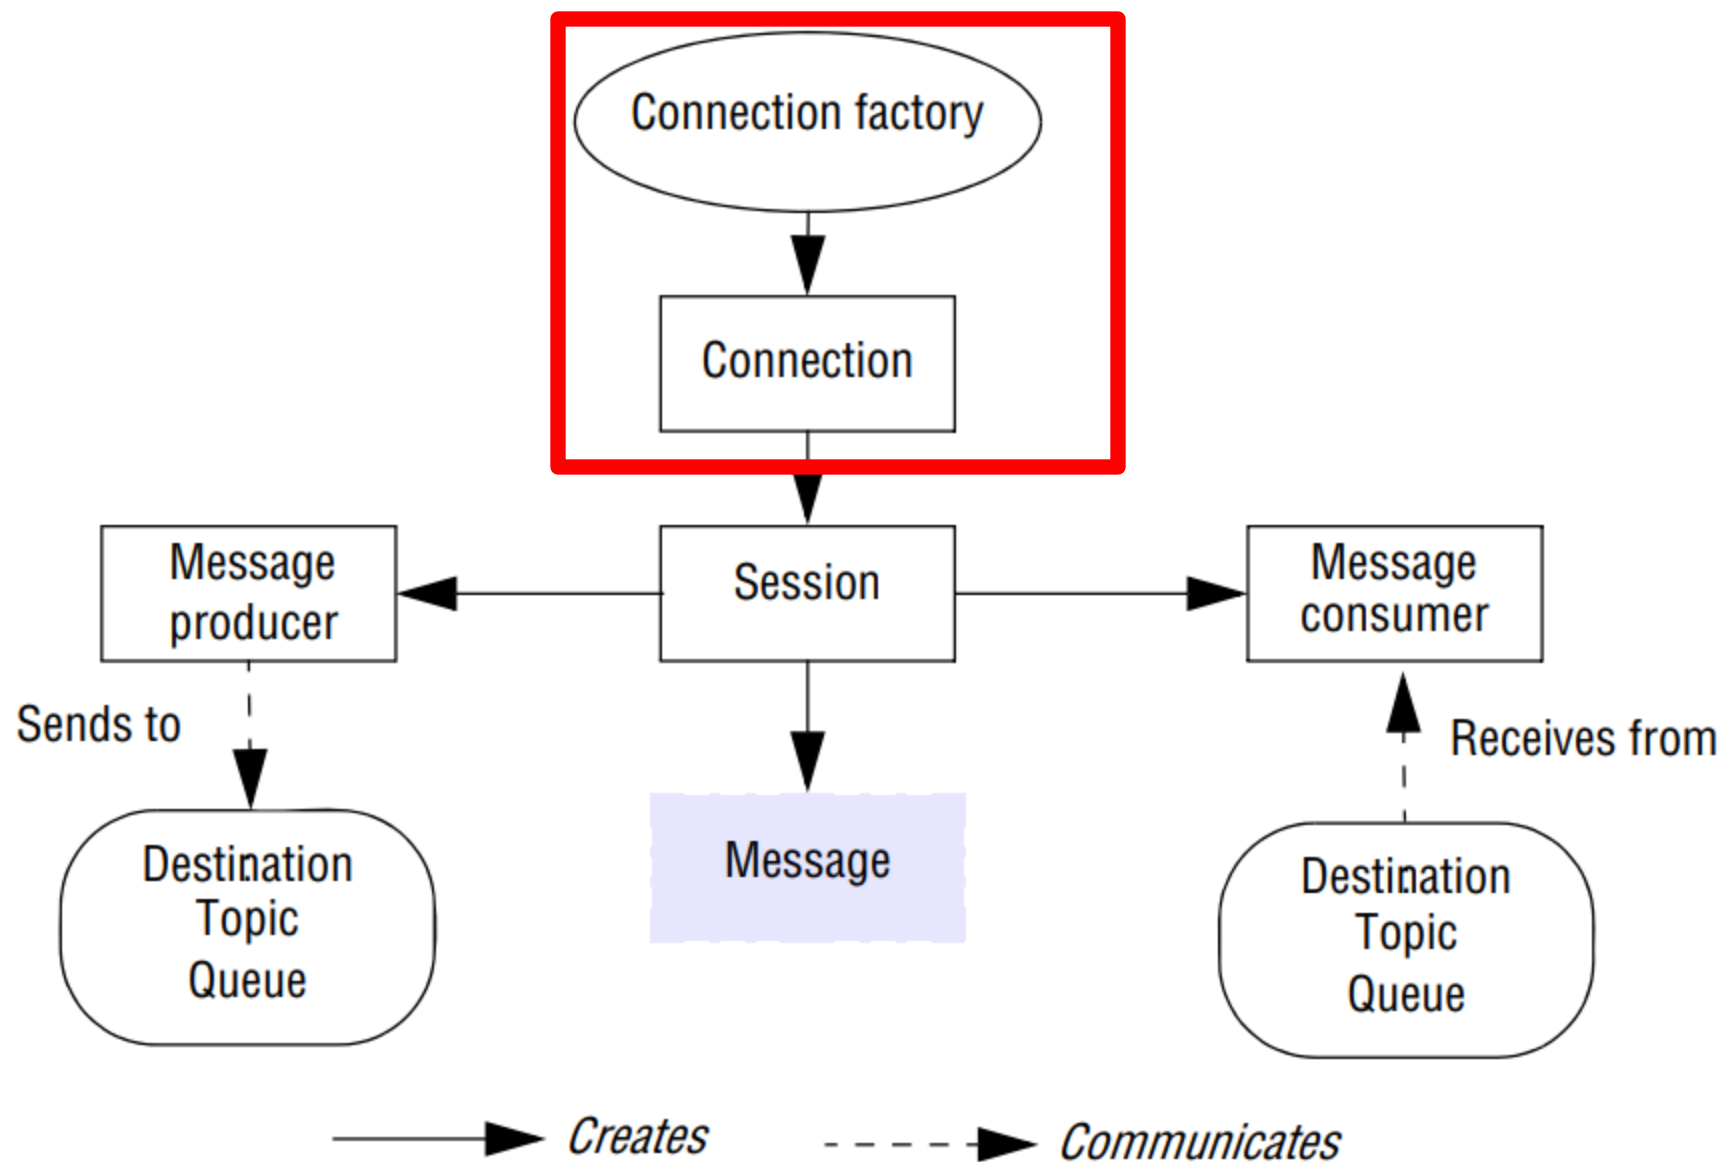 Connection factory
Connection
Message
producer
Session
Message
consumer
Sends to
Receives from
Destination
Topic
Queue
Message
Destination
Topic
Queue
Creates
Communicates